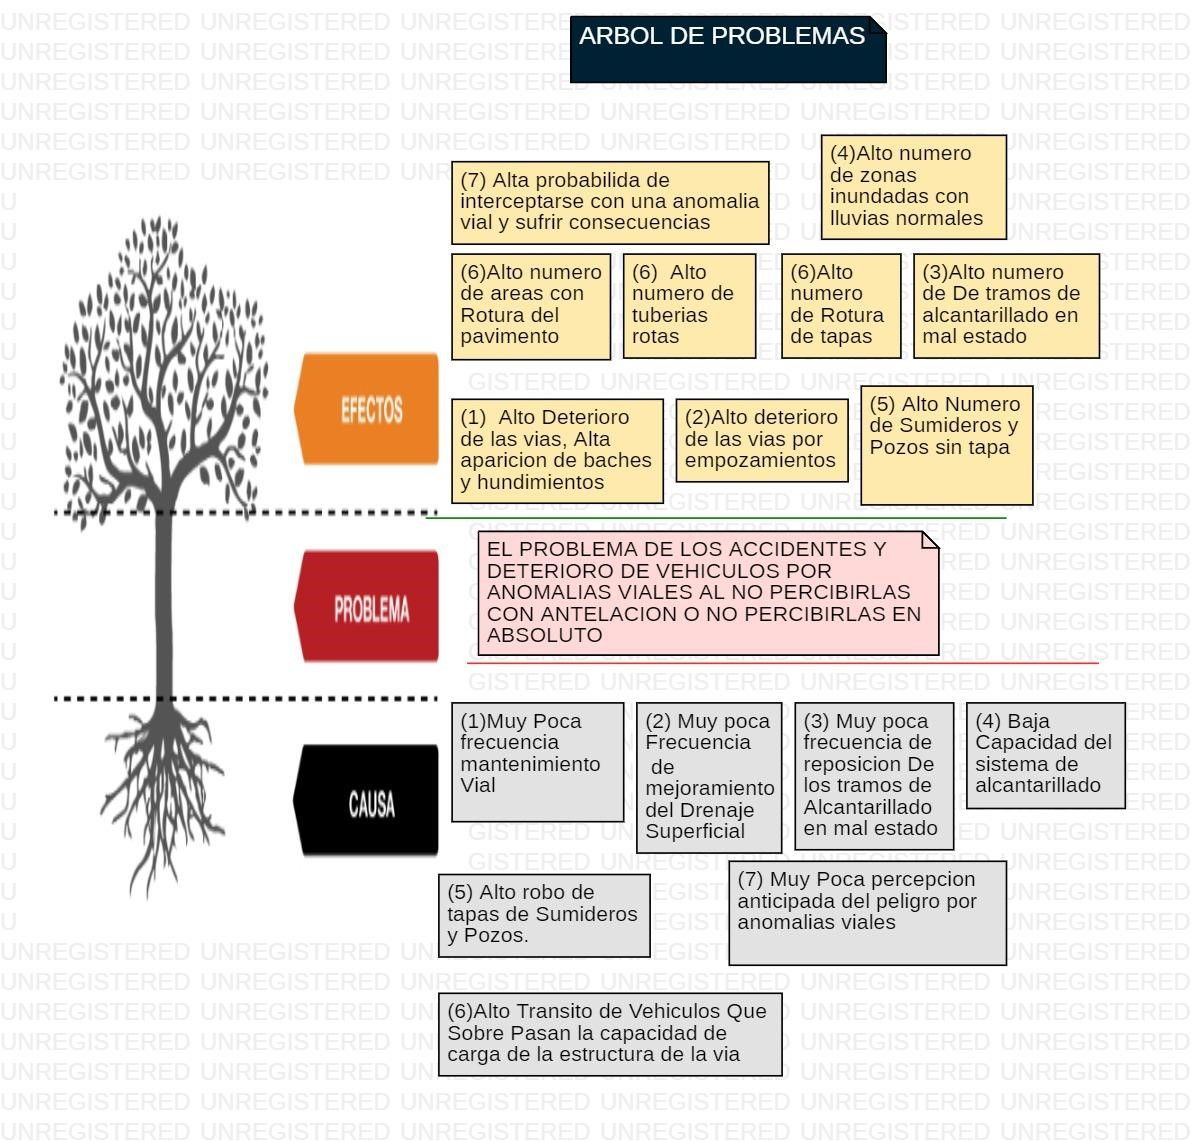 ARBOL DE PROBLEMAS
(4)Alto numero
de zonas
inundadas con
lluvias normales
(7) Alta probabilida de
interceptarse con una anomalia
vial y sufrir consecuencias
(6)Alto numero
de areas con
Rotura del
pavimento
(6) Alto
numero de
tuberias
rotas
(6)Alto
numero
de Rotura
de tapas
(3)Alto numero
de De tramos de
alcantarillado en
mal estado
EFECTOS
(1) Alto Deterioro
de las vias, Alta
aparicion de baches
y hundimientos
(2)Alto deterioro
de las vias por
empozamientos
(5) Alto Numero
de Sumideros y
Pozos sin tapa
PROBLEMA
EL PROBLEMA DE LOS ACCIDENTES Y
DETERIORO DE VEHICULOS POR
ANOMALIAS VIALES AL NO PERCIBIRLAS
CON ANTELACION O NO PERCIBIRLAS EN
ABSOLUTO
CAUSA
(1)Muy Poca
frecuencia
mantenimiento
Vial
(2) Muy poca
Frecuencia
de
mejoramiento
del Drenaje
Superficial
(3) Muy poca
frecuencia de
reposicion De
los tramos de
Alcantarillado
en mal estado
(4) Baja
Capacidad del
sistema de
alcantarillado
(5) Alto robo de
tapas de Sumideros
y Pozos.
(7) Muy Poca percepcion
anticipada del peligro por
anomalias viales
(6)Alto Transito de Vehiculos Que
Sobre Pasan la capacidad de
carga de la estructura de la via
UNREGISTERED